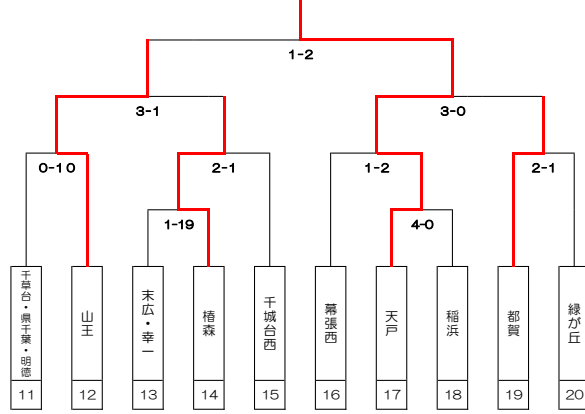 1-2
3-1
3-0
0-10
2-1
1-2
2-1
1-19
4-0
千草台・県千葉・明徳
山王
末広・幸一
椿森
千城台西
幕張西
天戸
稲浜
都賀
緑が丘
11
12
13
14
15
16
17
18
19
20